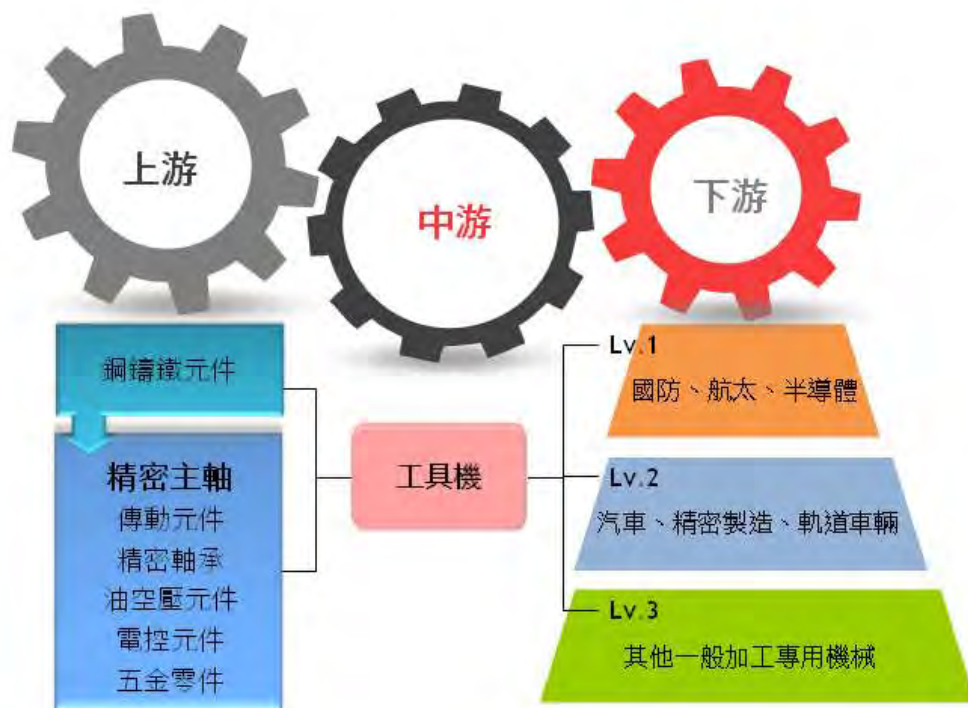 上游
中游
下游
鋼鑄鐵元件
精密主軸
傳動元件
精密軸承
油空壓元件
電控元件
五金零件
工具機
Lv.1
國防、航太、半導體
Lv.2
汽車、精密製造、軌道車輛
Lv.3
其他一般加工專用機械